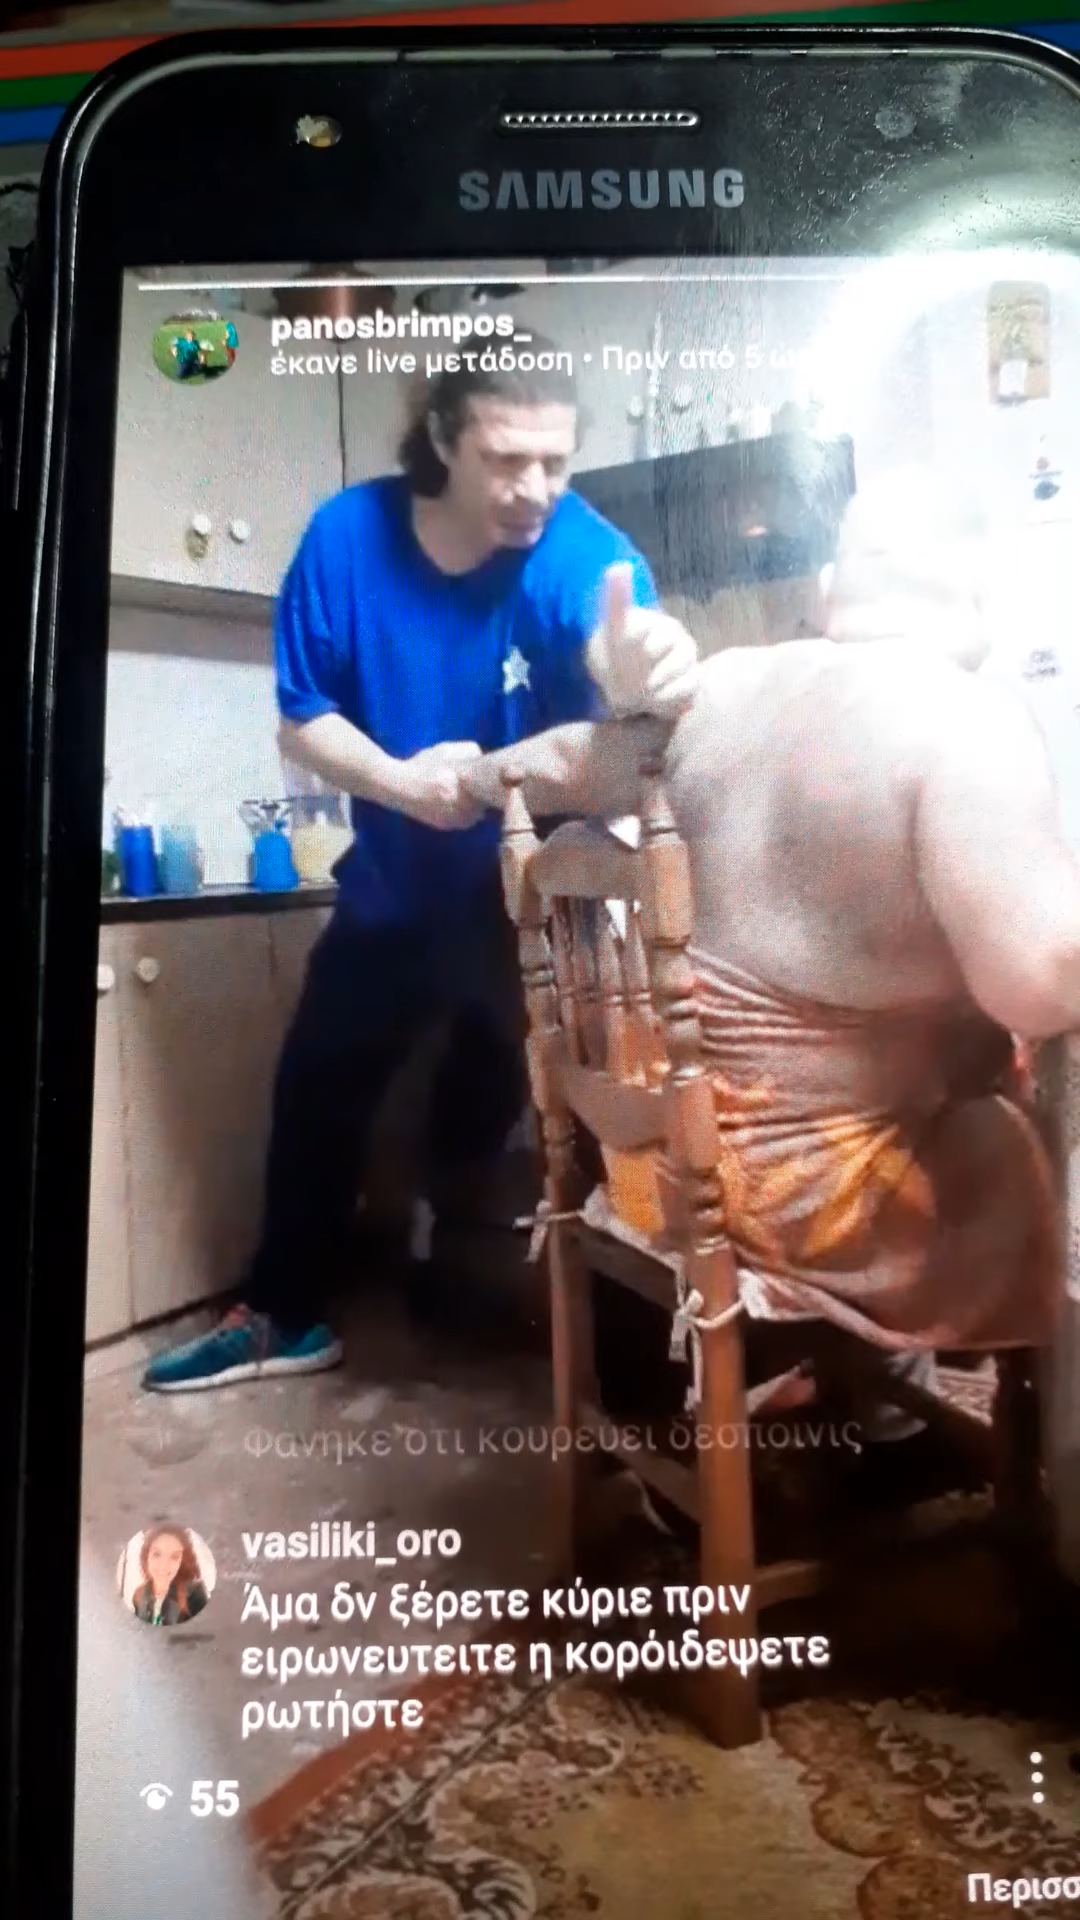 SAMSUNG
panosbrimpos_
έκανε live μετάδοση • Πριν από 5
Φάνηκε ότι κουρεύει δεσποινίς
vasiliki_oro
Άμα δν ξέρετε κύριε πριν
ειρωνευτειτε η κορόιδεψετε
ρωτήστε
55